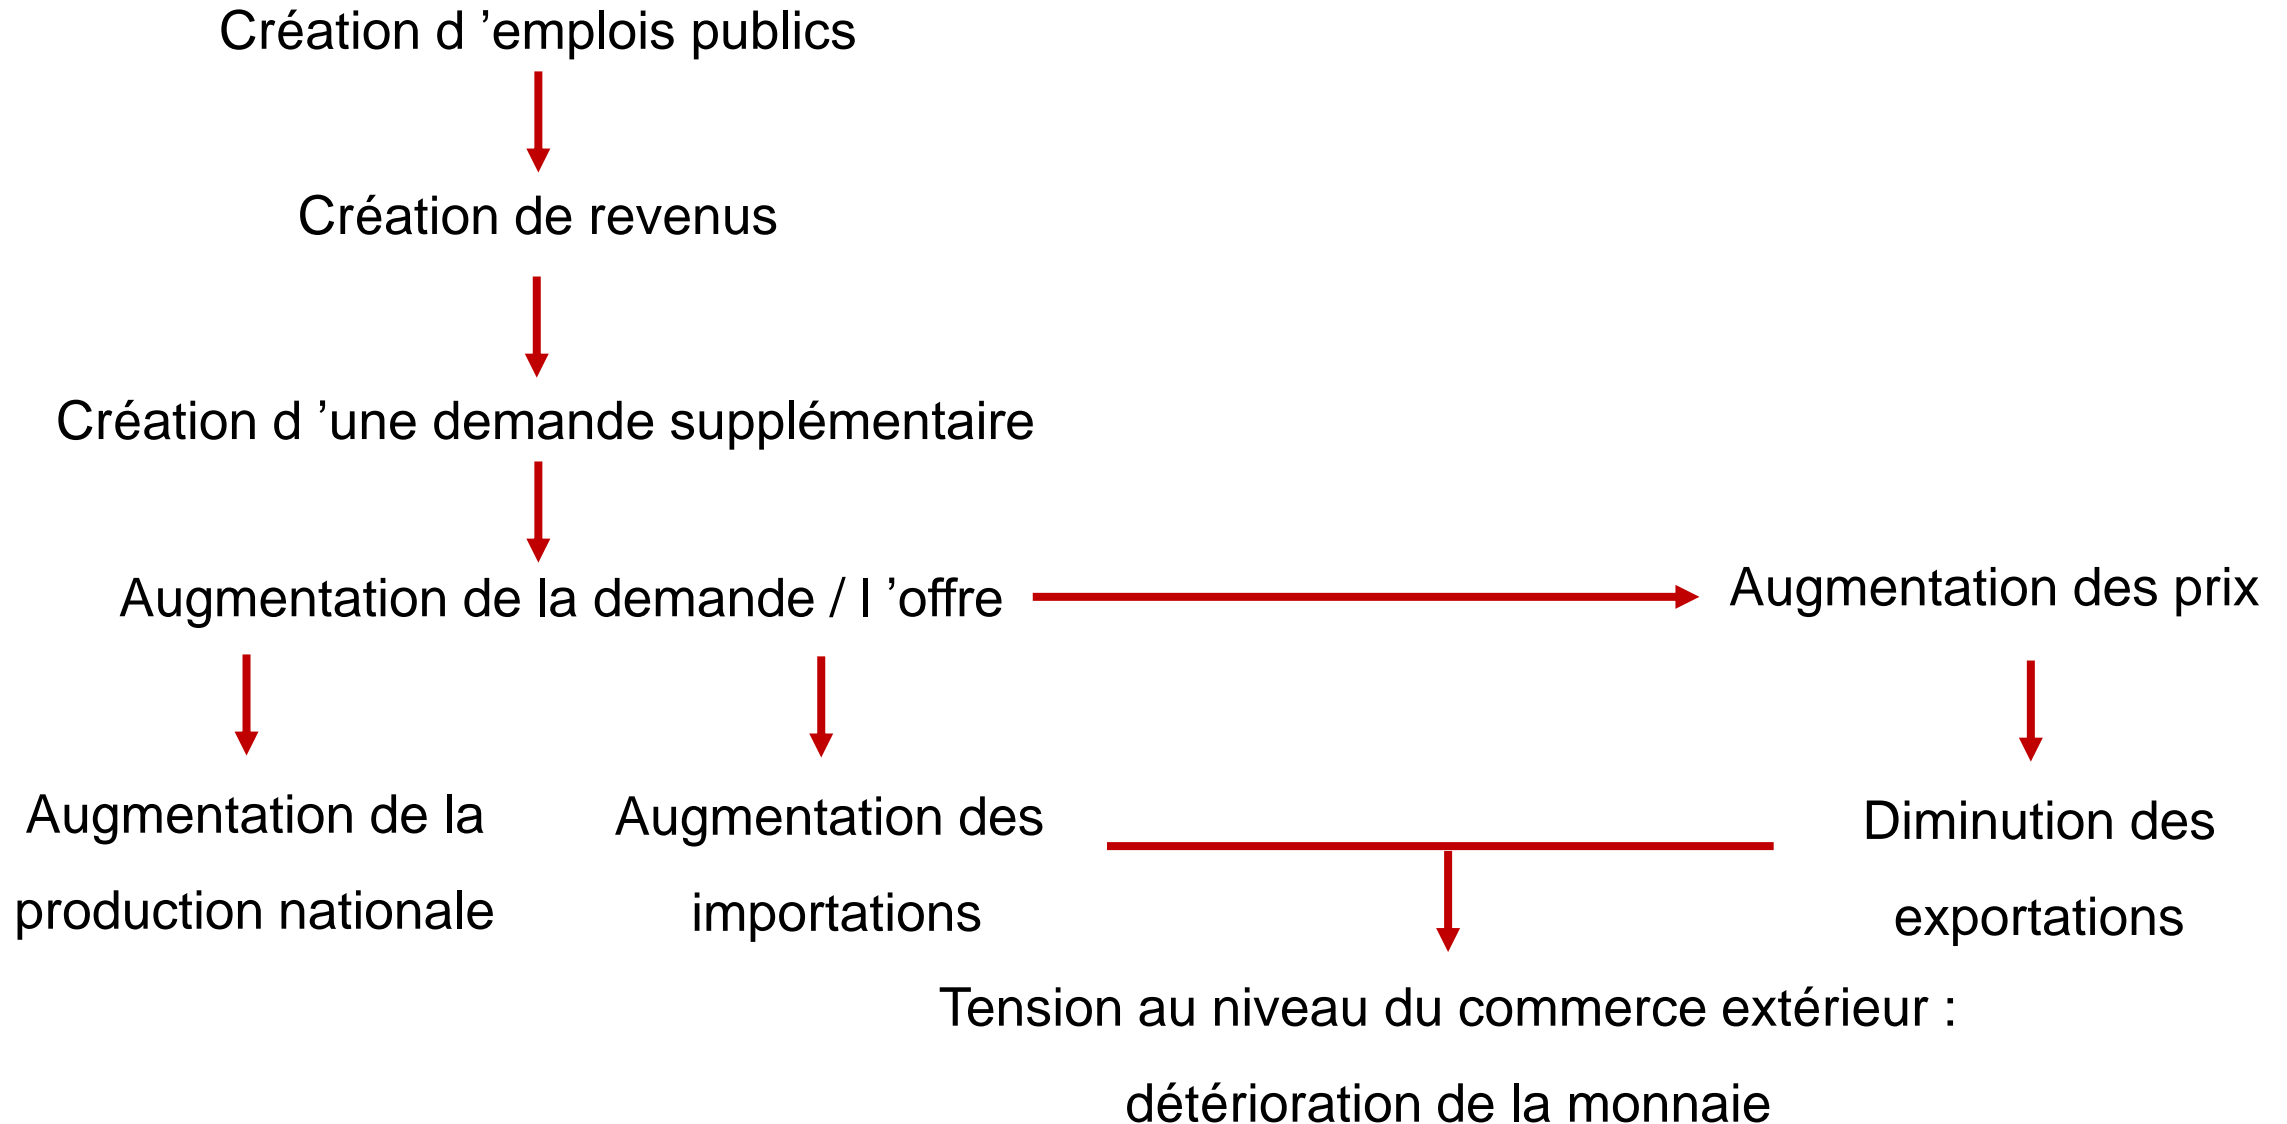 Création d ’emplois publics
Création de revenus
Création d ’une demande supplémentaire
Augmentation de la demande / l ’offre
Augmentation des prix
Augmentation de la
production nationale
Augmentation des
importations
Diminution des
exportations
Tension au niveau du commerce extérieur :
détérioration de la monnaie